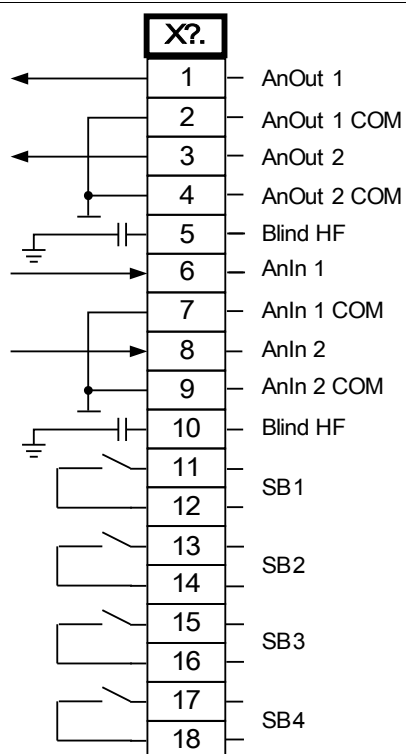 X?.
1 AnOut 1
2 AnOut 1 COM
3 AnOut 2
4 AnOut 2 COM
5 Blind HF
6 AnIn 1
7 AnIn 1 COM
8 AnIn 2
9 AnIn 2 COM
10 Blind HF
11
SB1
12
13
SB2
14
15
SB3
16
17
SB4
18